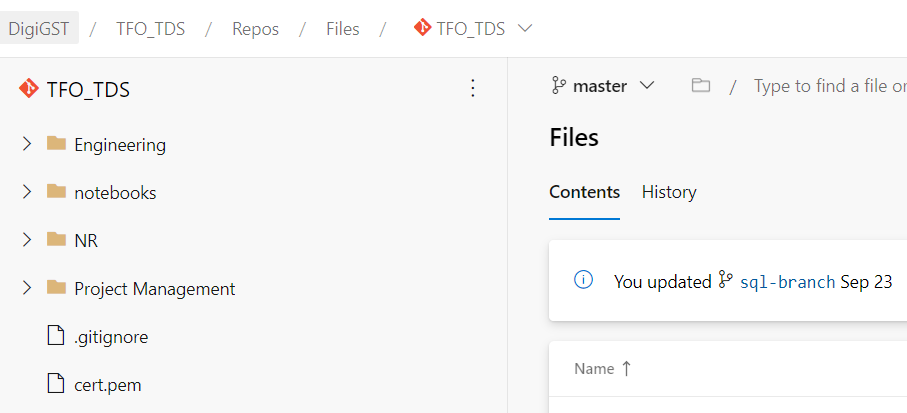 DigiGST / TFO_TDS / Repos / Files / TFO_TDS
TFO_TDS
Engineering
notebooks
NR
Project Management
.gitignore
cert.pem
master / Type to find a file or
Files
Contents History
You updated sql-branch Sep 23
Name ↑